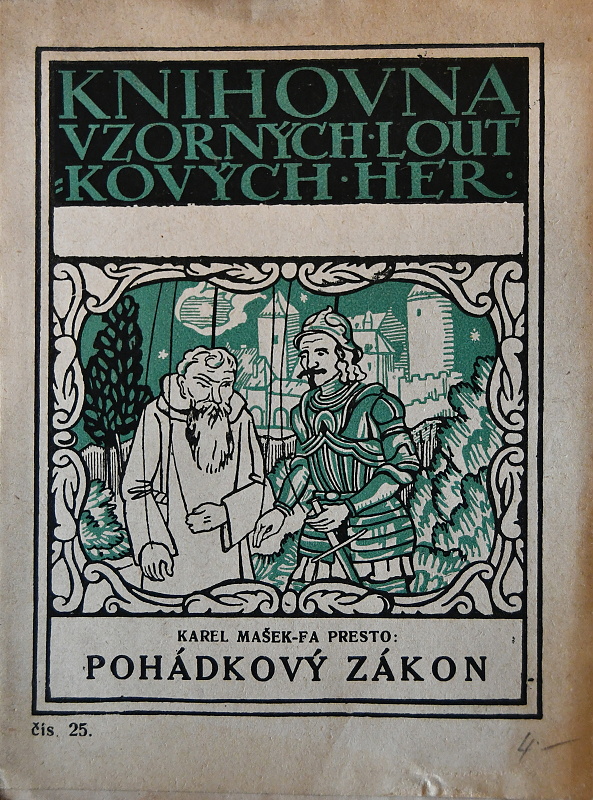 KNIHOVNA
VZORNÝCH·LOUT
=KOVÝCH·HER·
KAREL MAŠEK-FA PRESTO:
POHÁDKOVÝ ZÁKON
čís. 25.
4·—